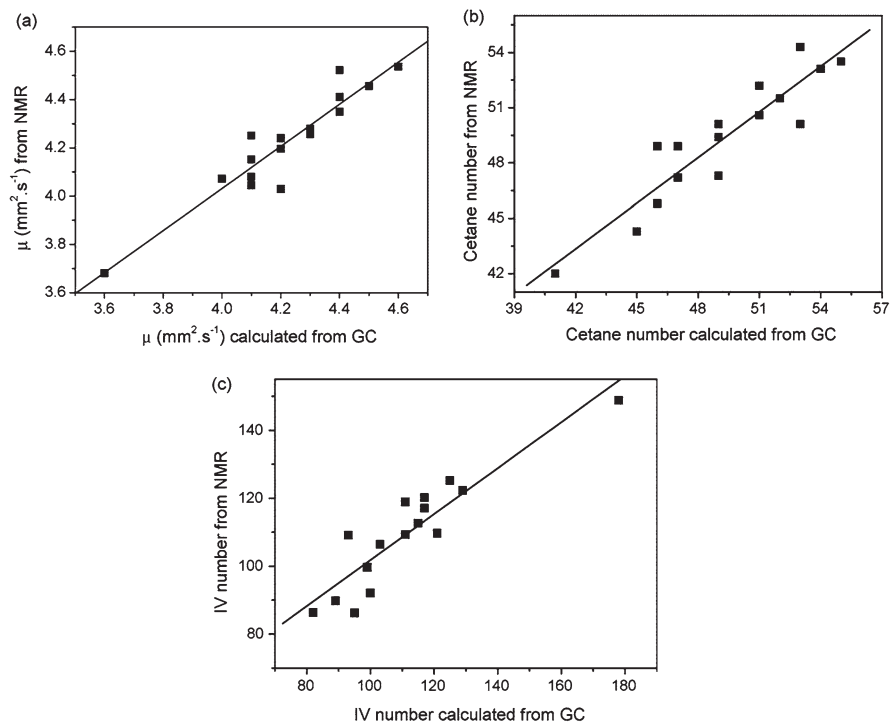 (a)
4.6
4.4
4.2
4.0
3.8
3.6
3.6 3.8 4.0 4.2 4.4 4.6
μ (mm².s⁻¹) from NMR
μ (mm².s⁻¹) calculated from GC
(b)
54
51
48
45
42
39 42 45 48 51 54 57
Cetane number from NMR
Cetane number calculated from GC
(c)
140
120
100
80
80 100 120 140 160 180
IV number from NMR
IV number calculated from GC